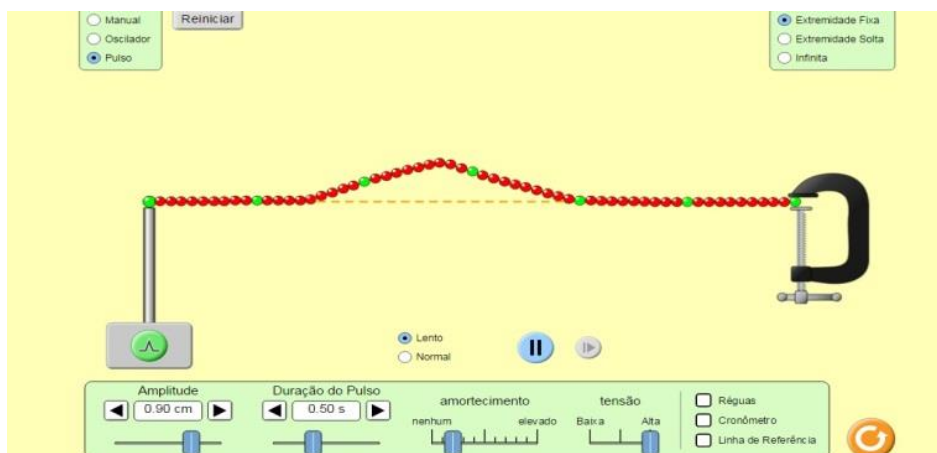 Manual
Oscilador
Pulso
Reiniciar
Extremidade Fixa
Extremidade Solta
Infinita
Lento
Normal
Amplitude
0.90 cm
Duração do Pulso
0.50 s
amortecimento
nenhum elevado
tensão
Baixa Alta
Réguas
Cronômetro
Linha de Referência